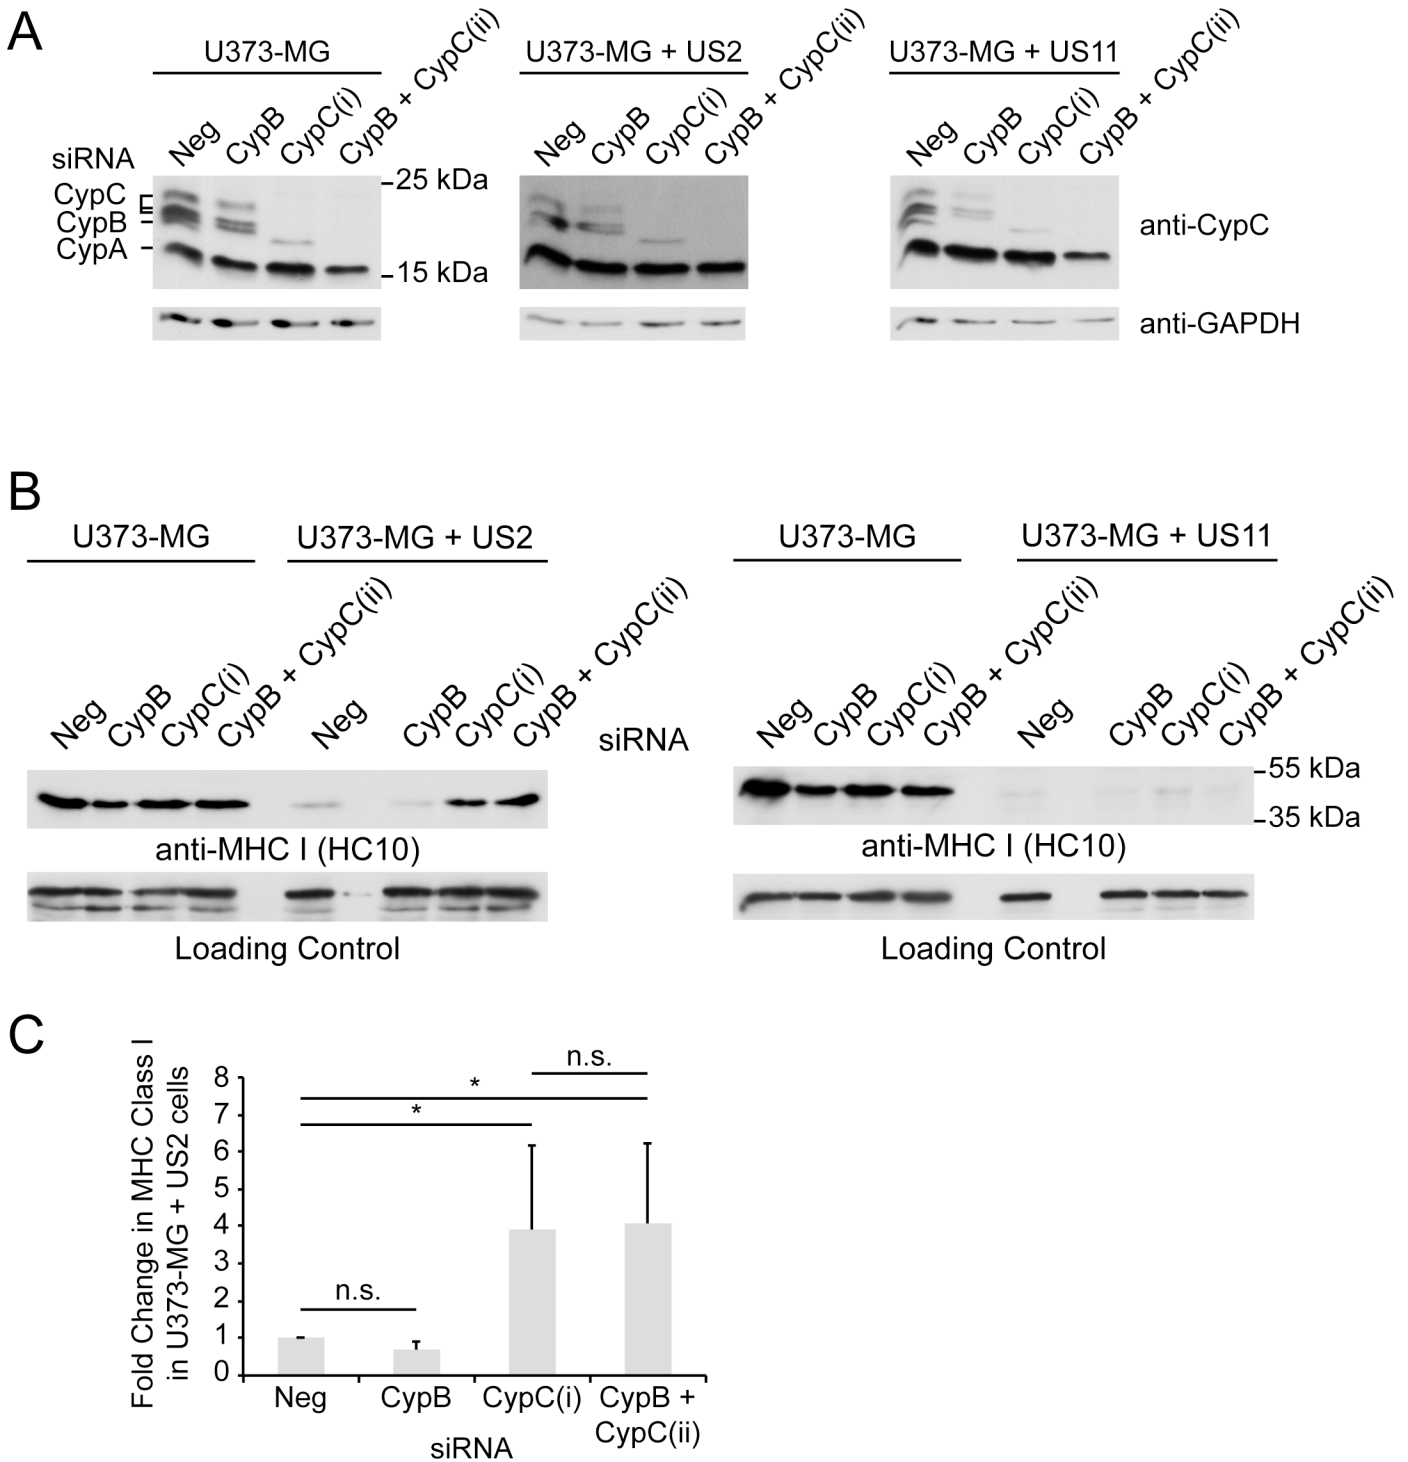 A
U373-MG
U373-MG + US2
U373-MG + US11
siRNA
Neg
CypB
CypC(i)
CypB + CypC(ii)
Neg
CypB
CypC(i)
CypB + CypC(ii)
Neg
CypB
CypC(i)
CypB + CypC(ii)
CypC
CypB
CypA
25 kDa
15 kDa
anti-CypC
anti-GAPDH
B
U373-MG
U373-MG + US2
U373-MG
U373-MG + US11
Neg
CypB
CypC(i)
CypB + CypC(ii)
Neg
CypB
CypC(i)
CypB + CypC(ii)
siRNA
Neg
CypB
CypC(i)
CypB + CypC(ii)
Neg
CypB
CypC(i)
CypB + CypC(ii)
55 kDa
35 kDa
anti-MHC I (HC10)
anti-MHC I (HC10)
Loading Control
Loading Control
C
Fold Change in MHC Class I
in U373-MG + US2 cells
8
7
6
5
4
3
2
1
0
n.s.
*
*
n.s.
Neg
CypB
CypC(i)
CypB +
CypC(ii)
siRNA